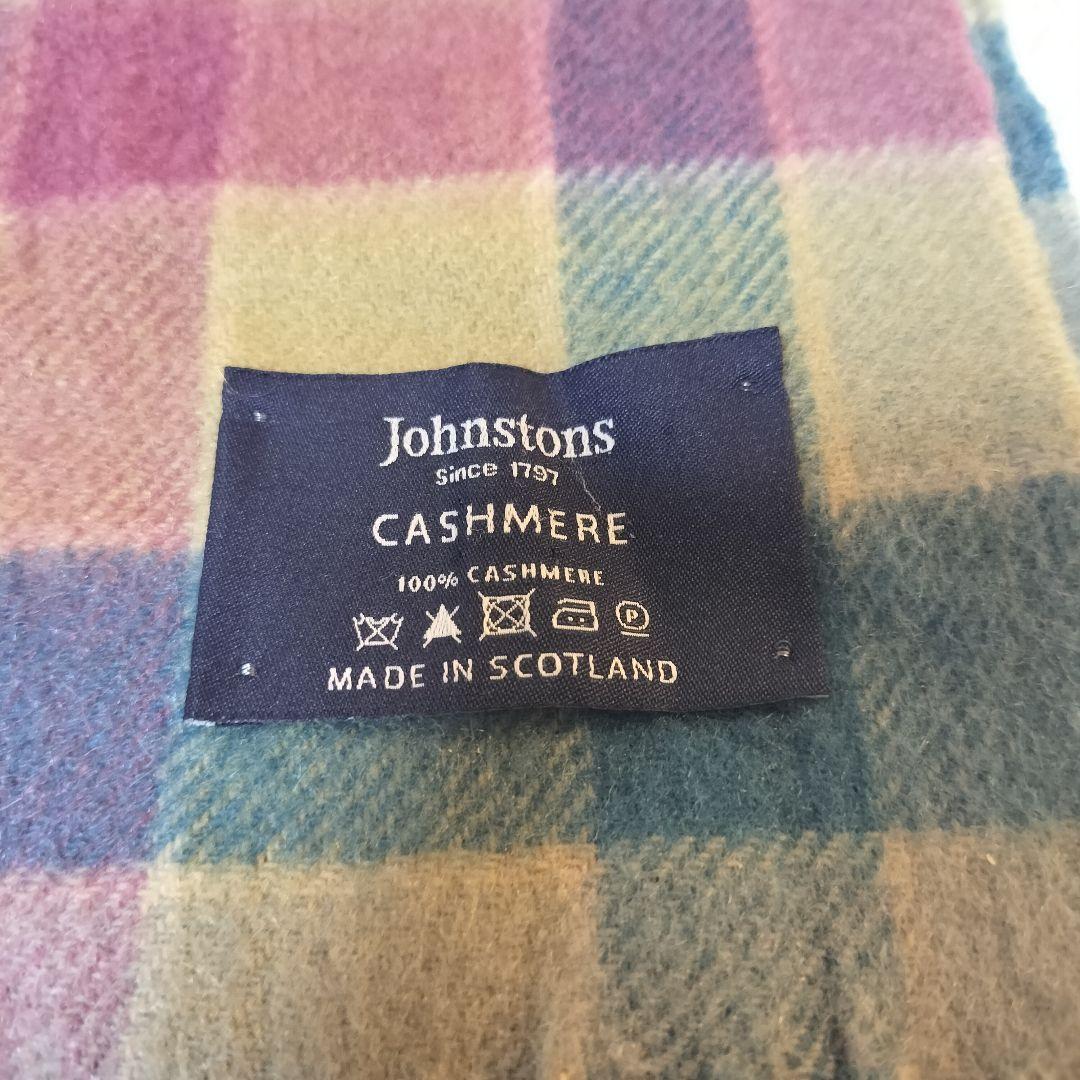 Johnstons
Since 1797
CASHMERE
100% CASHMERE
P
MADE IN SCOTLAND